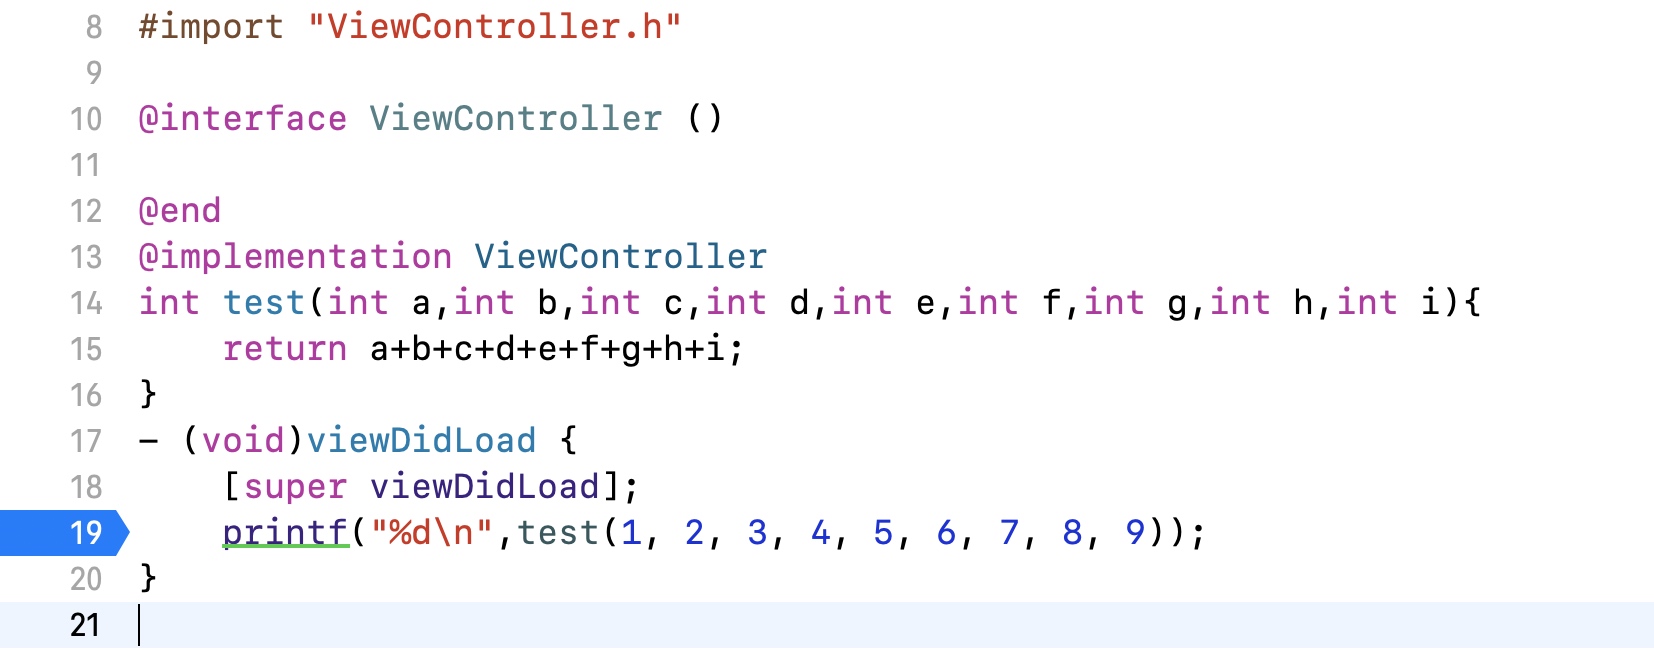 8 #import "ViewController.h"
9
10 @interface ViewController ()
11
12 @end
13 @implementation ViewController
14 int test(int a,int b,int c,int d,int e,int f,int g,int h,int i){
15     return a+b+c+d+e+f+g+h+i;
16 }
17 - (void)viewDidLoad {
18     [super viewDidLoad];
19     printf("%d\n",test(1, 2, 3, 4, 5, 6, 7, 8, 9));
20 }
21